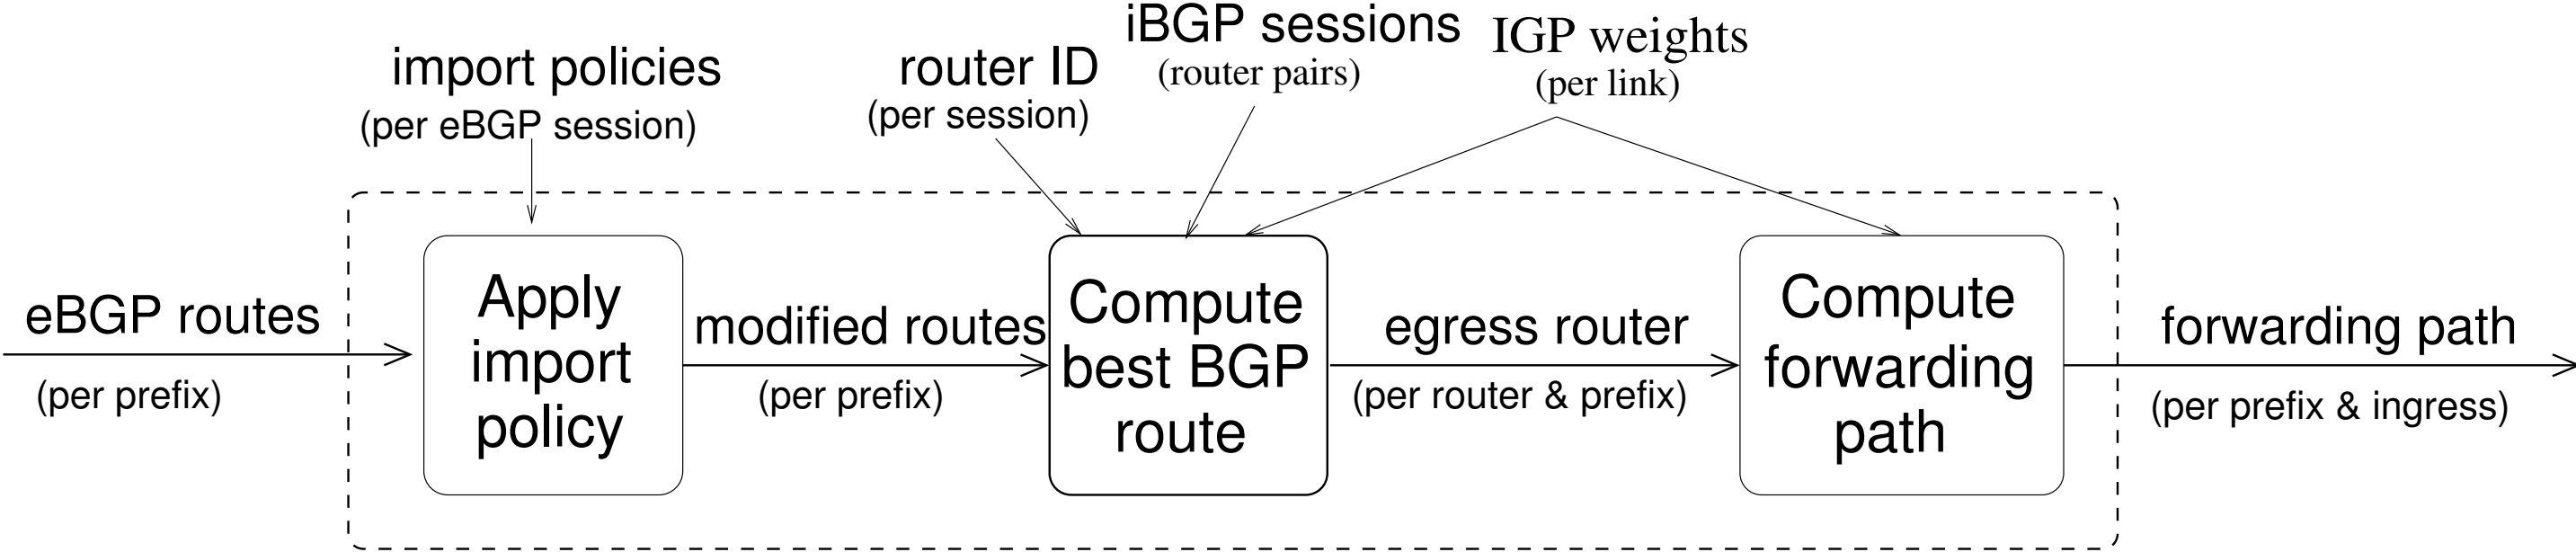 import policies
(per eBGP session)
router ID
(per session)
iBGP sessions
(router pairs)
IGP weights
(per link)
eBGP routes
(per prefix)
Apply
import
policy
modified routes
(per prefix)
Compute
best BGP
route
egress router
(per router & prefix)
Compute
forwarding
path
forwarding path
(per prefix & ingress)